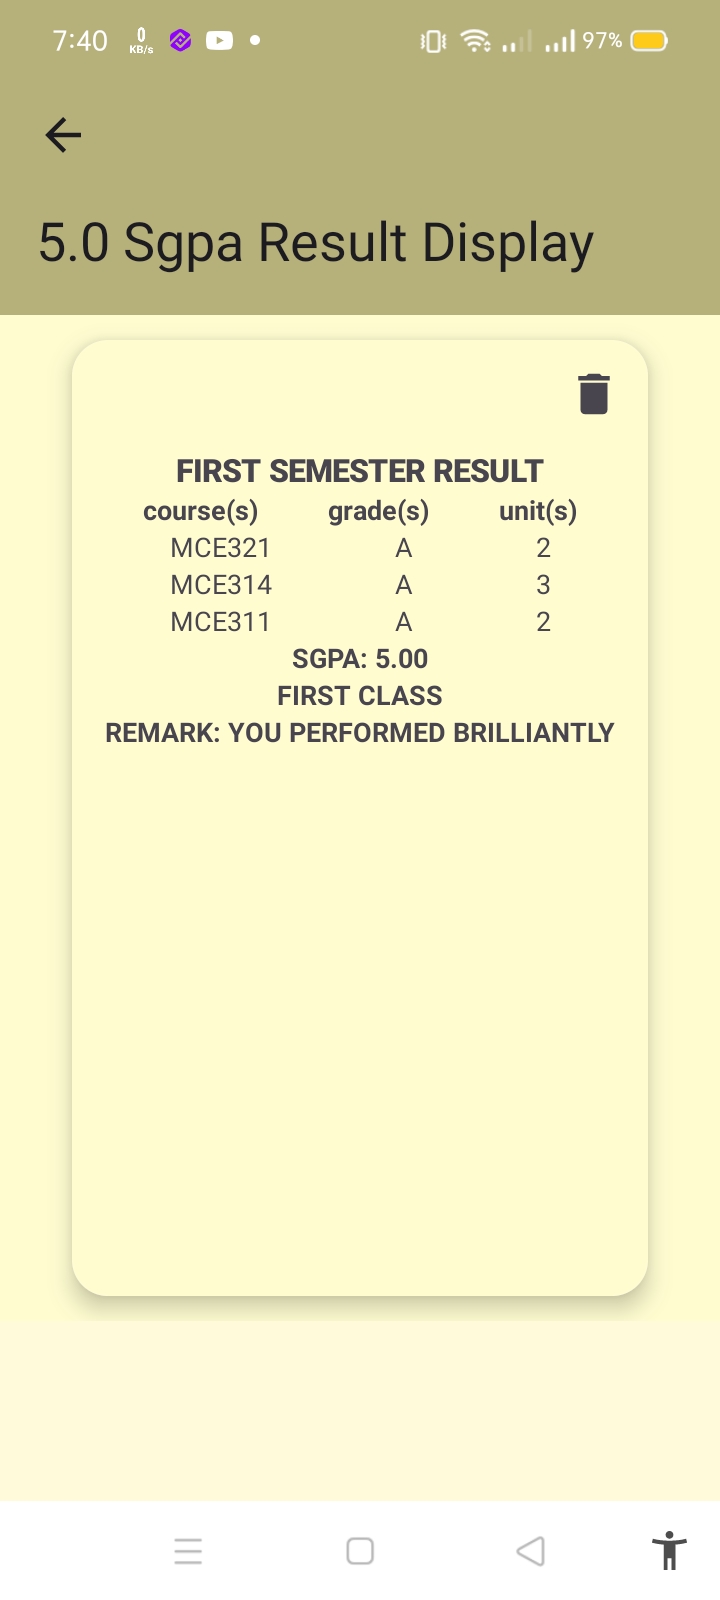 7:40 0 KB/s 97%
5.0 Sgpa Result Display
FIRST SEMESTER RESULT
course(s) grade(s) unit(s)
MCE321 A 2
MCE314 A 3
MCE311 A 2
SGPA: 5.00
FIRST CLASS
REMARK: YOU PERFORMED BRILLIANTLY